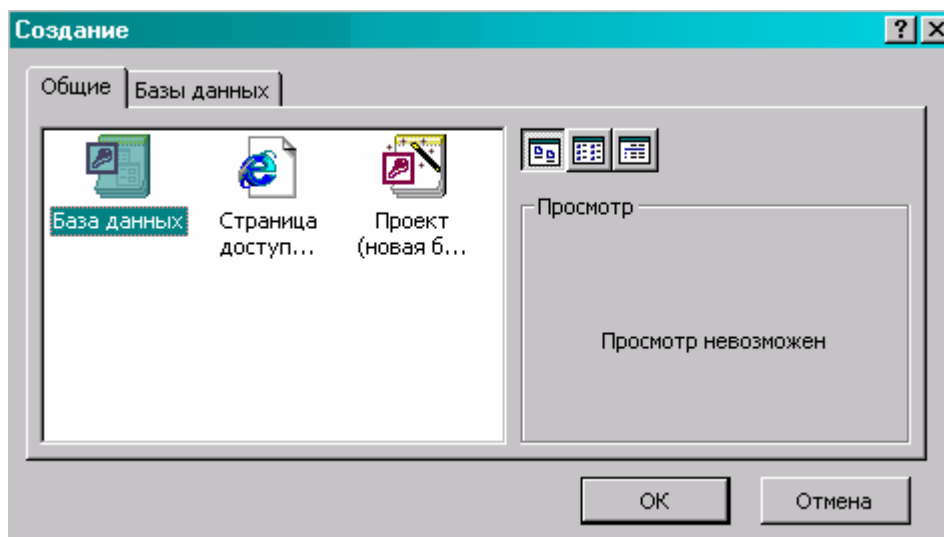 Создание
Общие
Базы данных
База данных
Страница
доступ...
Проект
(новая б...
Просмотр
Просмотр невозможен
ОК
Отмена